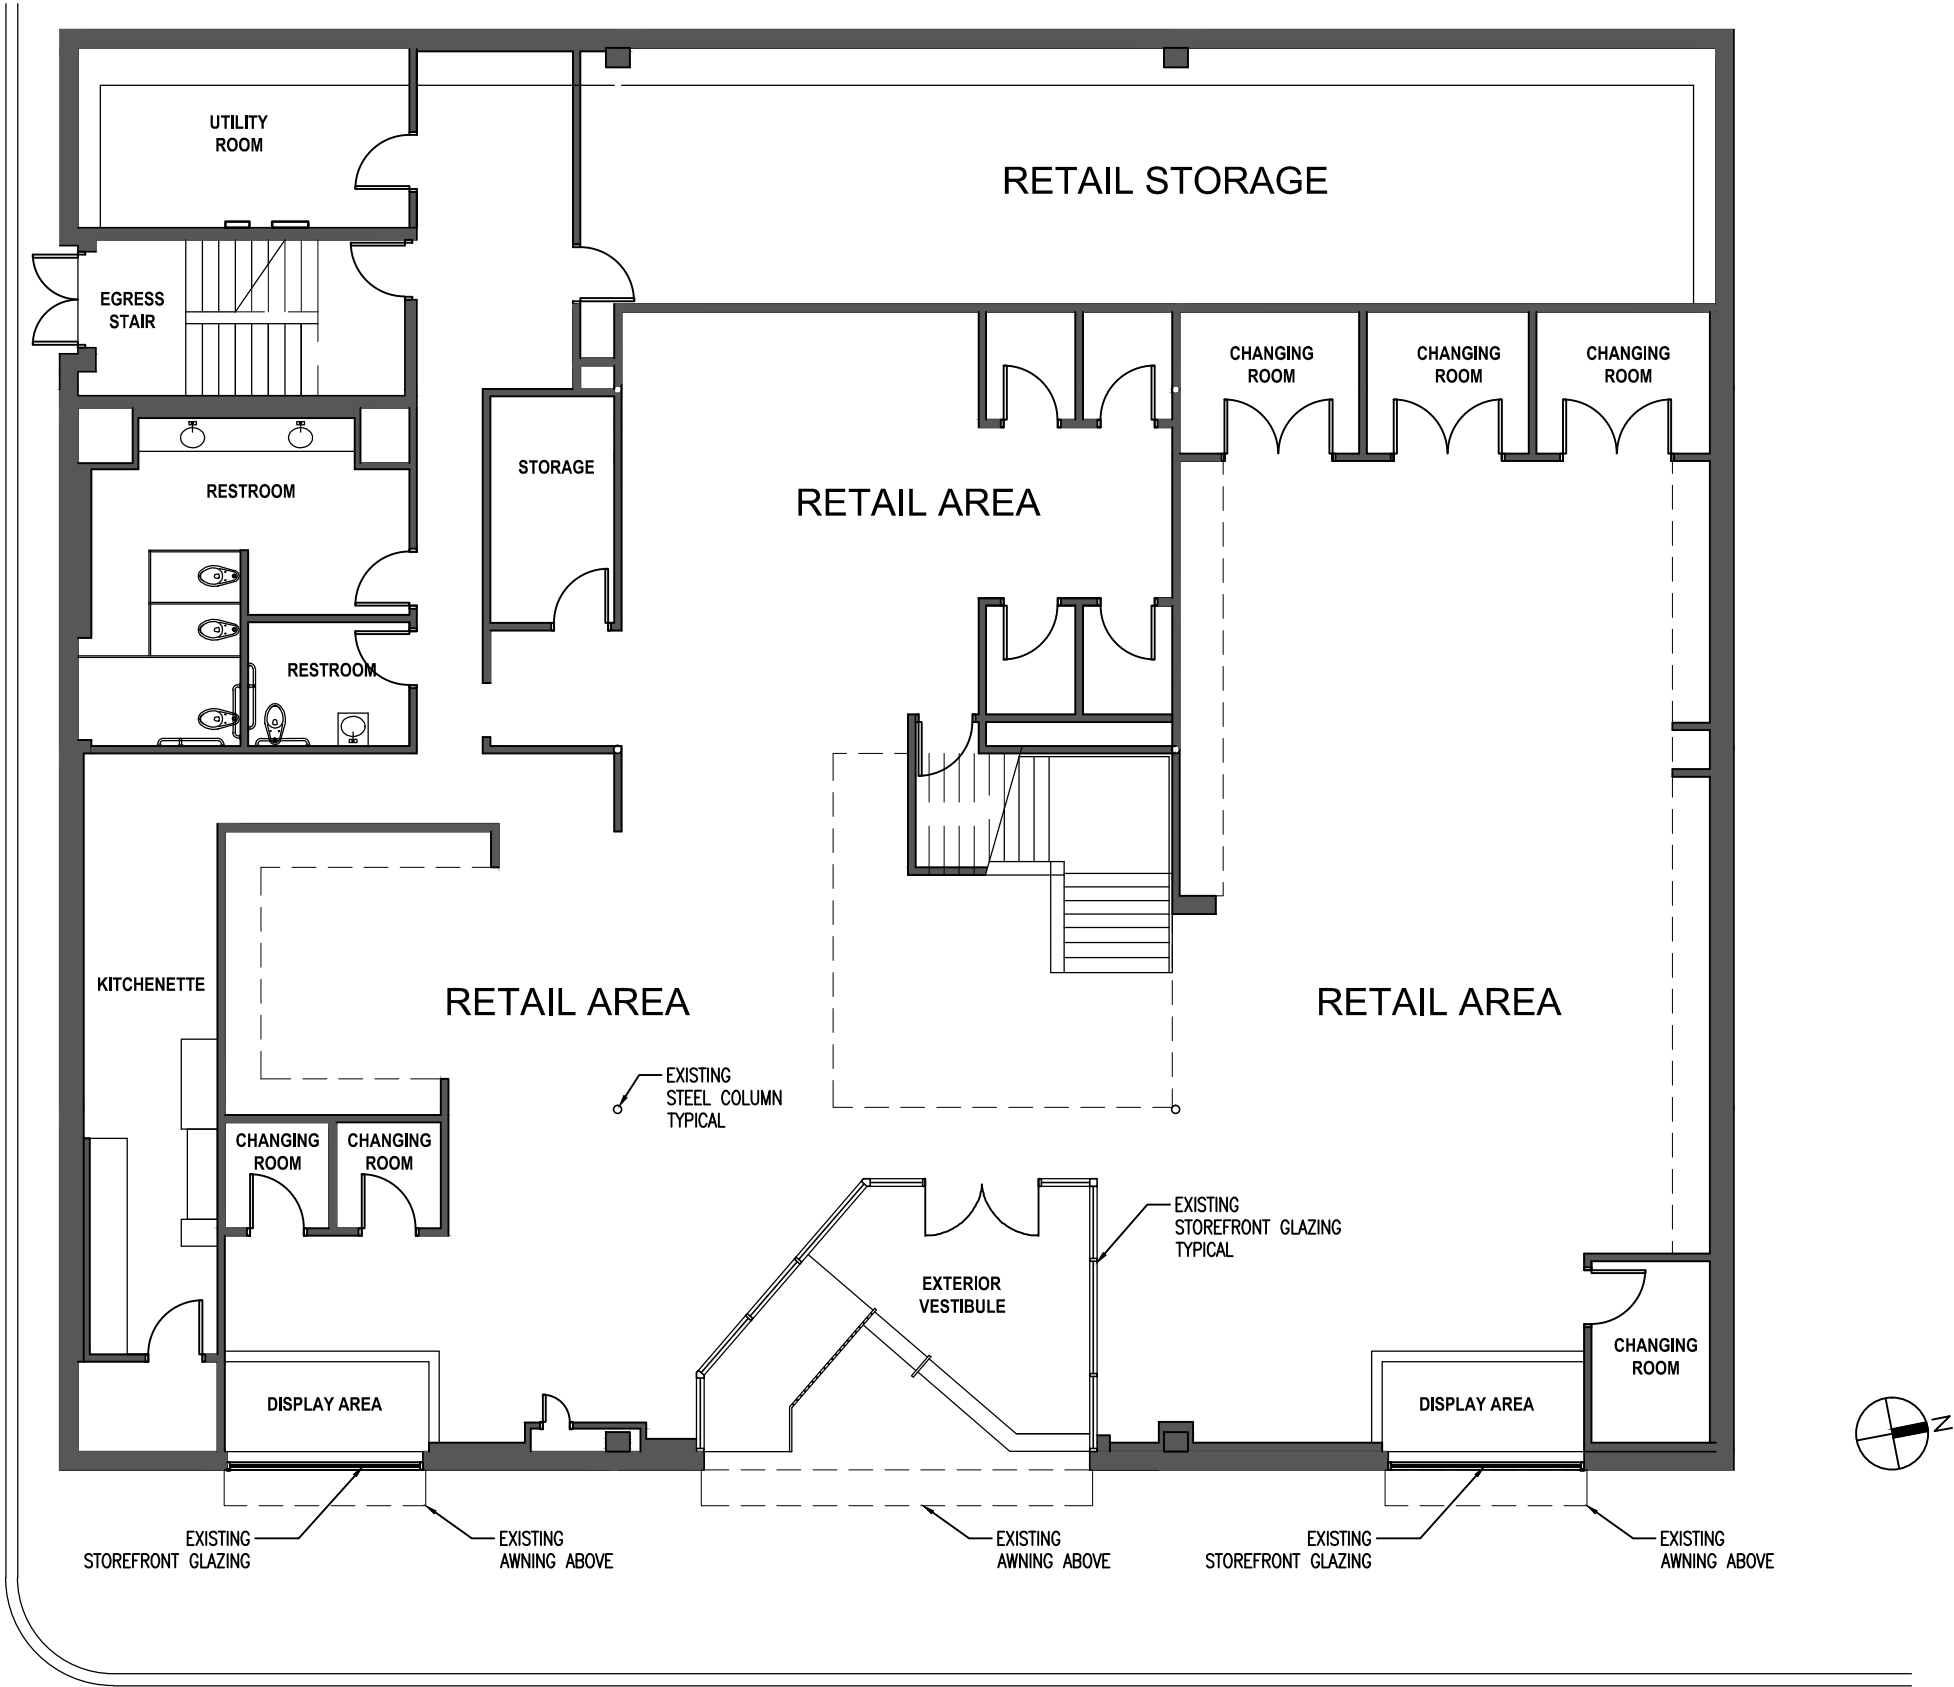 UTILITY
ROOM
RETAIL STORAGE
EGRESS
STAIR
CHANGING
ROOM
CHANGING
ROOM
CHANGING
ROOM
STORAGE
RESTROOM
RETAIL AREA
RESTROOM
KITCHENETTE
RETAIL AREA
RETAIL AREA
EXISTING
STEEL COLUMN
TYPICAL
CHANGING
ROOM
CHANGING
ROOM
EXISTING
STOREFRONT GLAZING
TYPICAL
EXTERIOR
VESTIBULE
CHANGING
ROOM
DISPLAY AREA
DISPLAY AREA
N
EXISTING
STOREFRONT GLAZING
EXISTING
AWNING ABOVE
EXISTING
AWNING ABOVE
EXISTING
STOREFRONT GLAZING
EXISTING
AWNING ABOVE